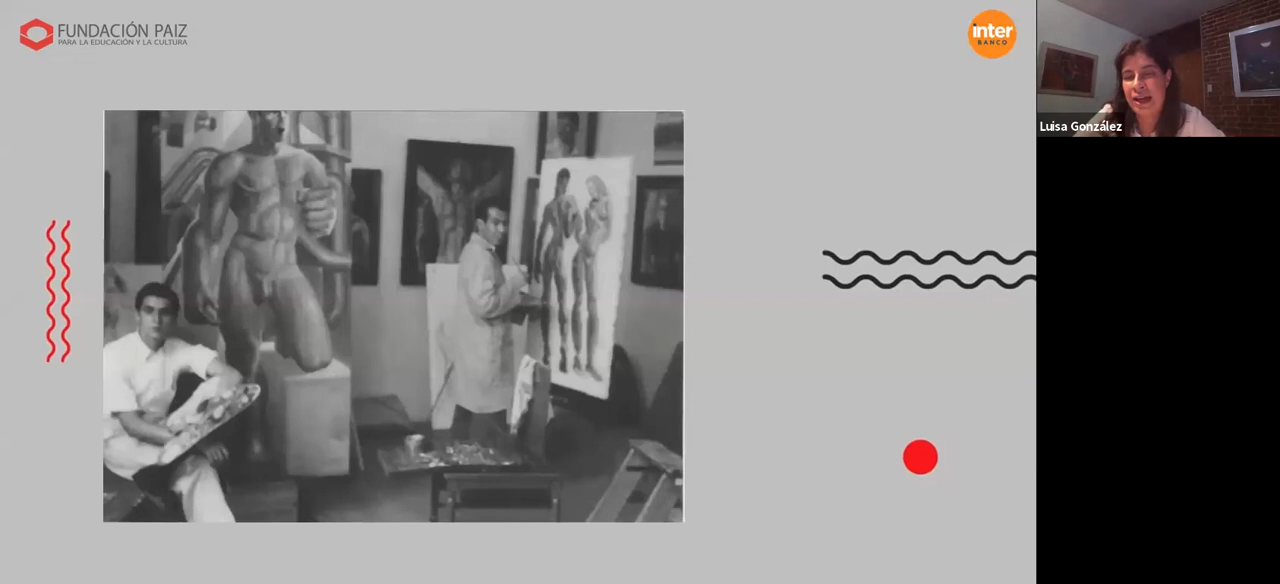 FUNDACIÓN PAIZ
PARA LA EDUCACIÓN Y LA CULTURA
inter
BANCO
Luisa González